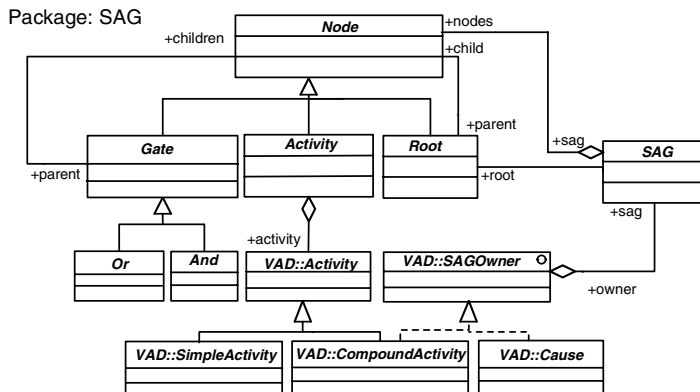 Package: SAG
Node
+nodes
+children
+child
+parent
+sag
Gate
Activity
Root
SAG
+parent
+root
+sag
+activity
Or
And
VAD::Activity
VAD::SAGOwner
+owner
VAD::SimpleActivity
VAD::CompoundActivity
VAD::Cause